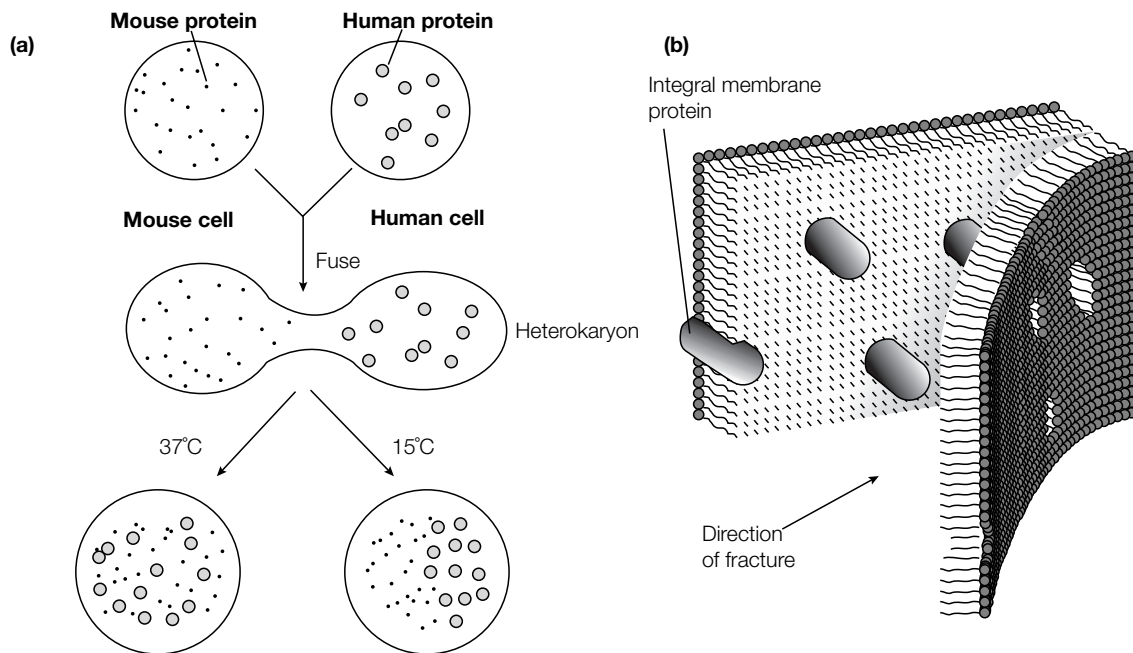 (a)
Mouse protein
Human protein
Mouse cell
Human cell
Fuse
Heterokaryon
37°C
15°C
(b)
Integral membrane
protein
Direction
of fracture